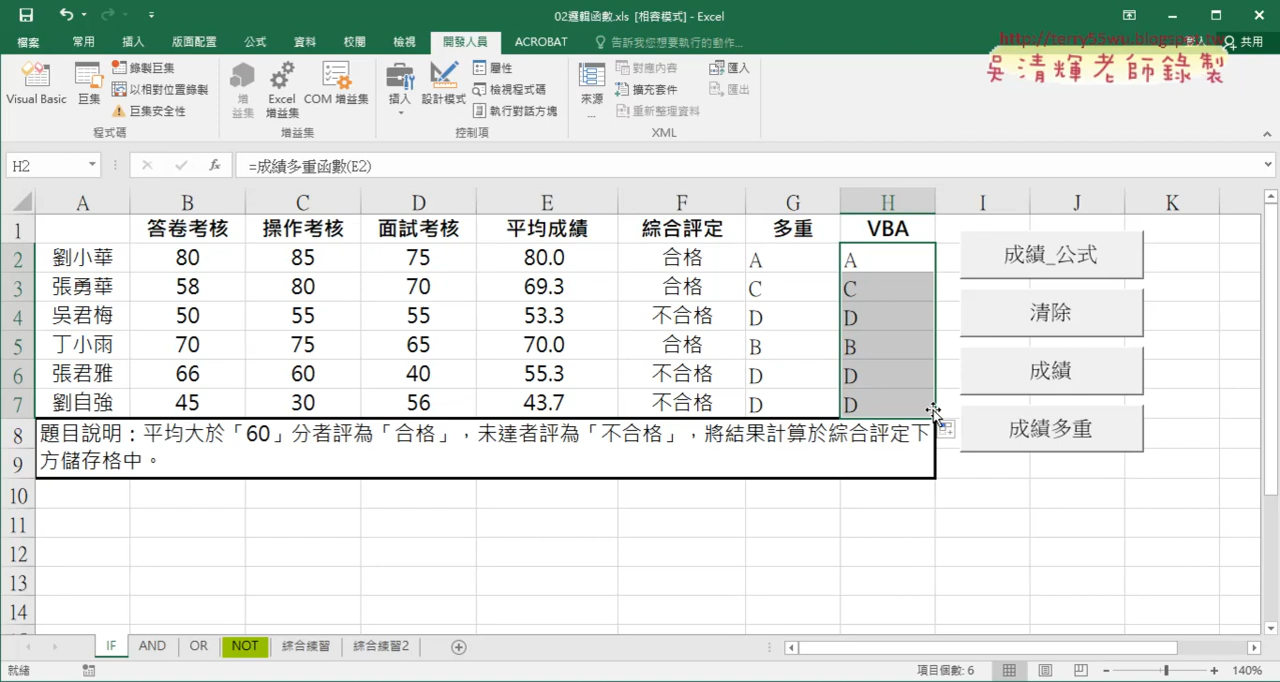 02邏輯函數.xls [相容模式] - Excel
檔案 常用 插入 版面配置 公式 資料 校閱 檢視 開發人員 ACROBAT 告訴我您想要執行的動作... 共用
http://terry55wu.blogspot.tw
吳清輝老師錄製
Visual Basic 巨集 錄製巨集 以相對位置錄製 巨集安全性
增益集 Excel 增益集 COM 增益集
插入 設計模式 屬性 檢視程式碼 執行對話方塊
來源... 對應內容 擴充套件 重新整理資料 匯入 匯出
程式碼 增益集 控制項 XML
H2 fx =成績多重函數(E2)
A B C D E F G H I J K
1 答卷考核 操作考核 面試考核 平均成績 綜合評定 多重 VBA
2 劉小華 80 85 75 80.0 合格 A A
3 張勇華 58 80 70 69.3 合格 C C
4 吳君梅 50 55 55 53.3 不合格 D D
5 丁小雨 70 75 65 70.0 合格 B B
6 張君雅 66 60 40 55.3 不合格 D D
7 劉自強 45 30 56 43.7 不合格 D D
成績_公式
清除
成績
成績多重
8 題目說明：平均大於「60」分者評為「合格」，未達者評為「不合格」，將結果計算於綜合評定下
9 方儲存格中。
10
11
12
13
14
IF AND OR NOT 綜合練習 綜合練習2
就緒 項目個數: 6 140%